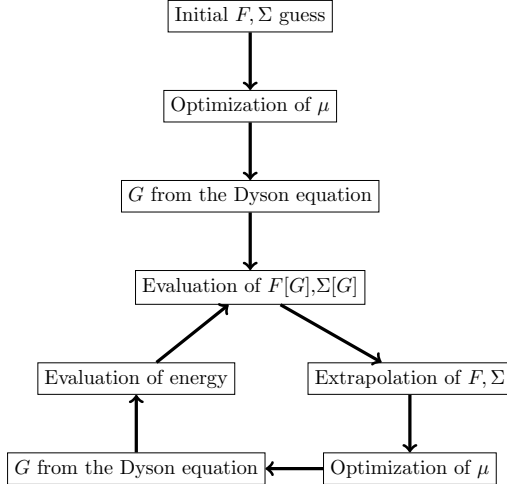 Initial F, Σ guess
Optimization of μ
G from the Dyson equation
Evaluation of F[G],Σ[G]
Evaluation of energy
Extrapolation of F, Σ
G from the Dyson equation
Optimization of μ